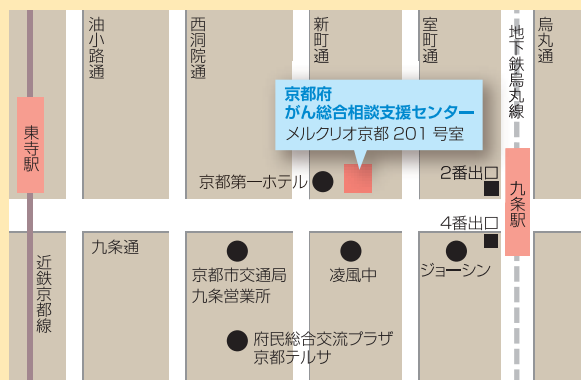 油小路通
西洞院通
新町通
室町通
烏丸通
地下鉄烏丸線
京都府
がん総合相談支援センター
メルクリオ京都201号室
東寺駅
京都第一ホテル
2番出口
九条駅
4番出口
九条通
近鉄京都線
京都市交通局
九条営業所
凌風中
ジョーシン
府民総合交流プラザ
京都テルサ